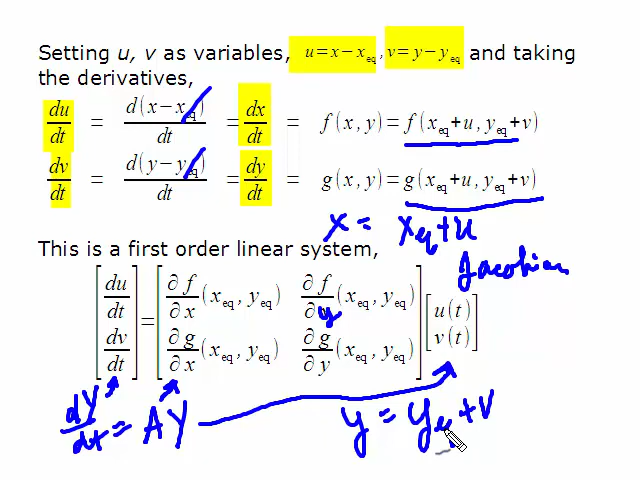 Setting u, v as variables, u=x−x_eq, v=y−y_eq and taking
the derivatives,
du/dt = d(x−x_eq)/dt = dx/dt = f(x,y)=f(x_eq+u, y_eq+v)
dv/dt = d(y−y_eq)/dt = dy/dt = g(x,y)=g(x_eq+u, y_eq+v)
x = x_eq+u
This is a first order linear system,
Jacobian
[du/dt dv/dt] = [∂f/∂x(x_eq, y_eq) ∂f/∂y(x_eq, y_eq) ∂g/∂x(x_eq, y_eq) ∂g/∂y(x_eq, y_eq)] [u(t) v(t)]
dY/dt = AY
y = y_eq+v